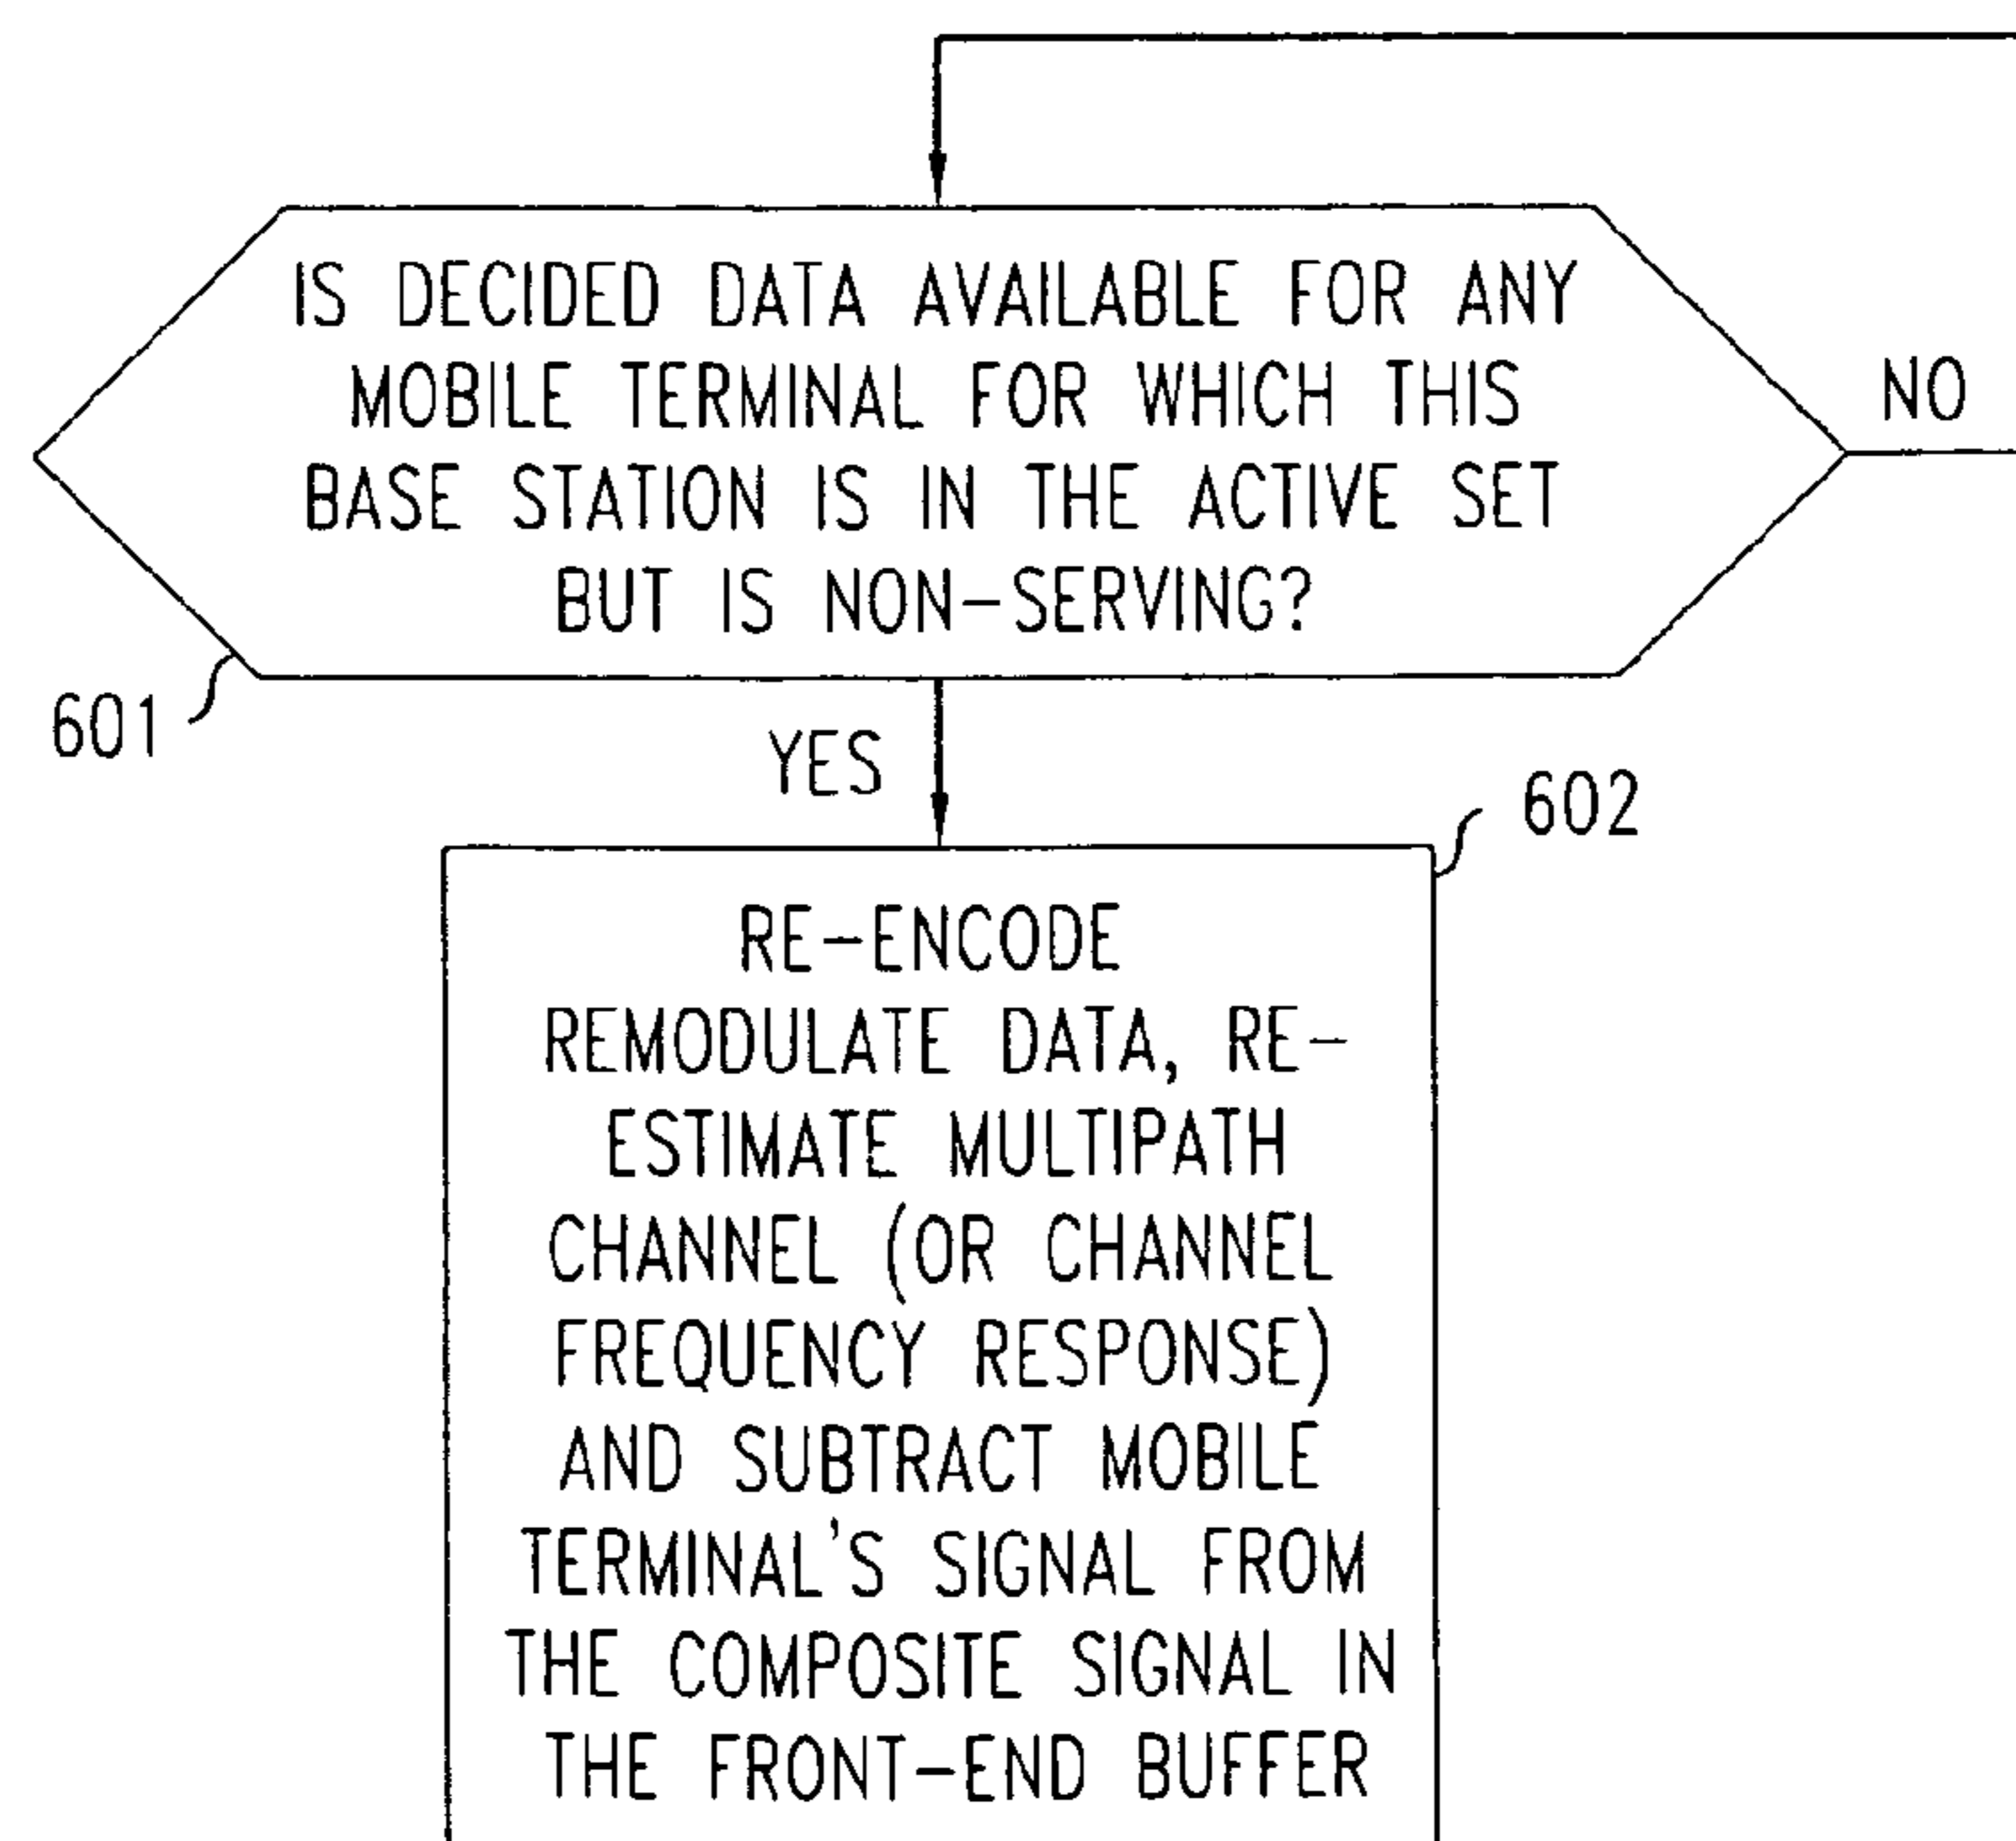 IS DECIDED DATA AVAILABLE FOR ANY
MOBILE TERMINAL FOR WHICH THIS
BASE STATION IS IN THE ACTIVE SET
BUT IS NON-SERVING?
NO
601
YES
602
RE-ENCODE
REMODULATE DATA, RE-
ESTIMATE MULTIPATH
CHANNEL (OR CHANNEL
FREQUENCY RESPONSE)
AND SUBTRACT MOBILE
TERMINAL'S SIGNAL FROM
THE COMPOSITE SIGNAL IN
THE FRONT-END BUFFER